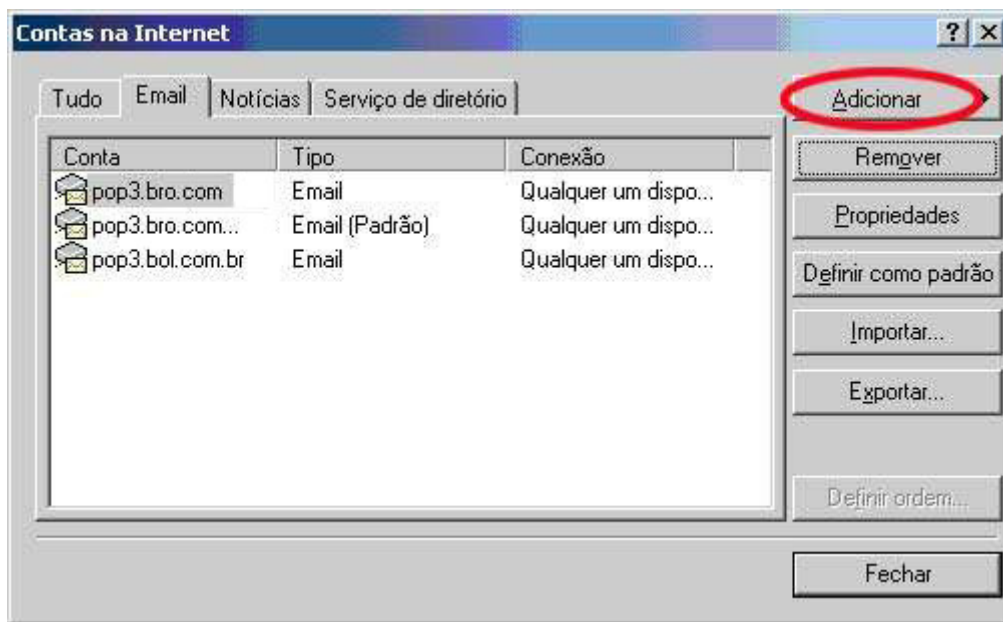 Contas na Internet
Tudo Email Notícias Serviço de diretório
Adicionar
Conta Tipo Conexão
Remover
pop3.bro.com Email Qualquer um dispo...
pop3.bro.com... Email (Padrão) Qualquer um dispo...
Propriedades
pop3.bol.com.br Email Qualquer um dispo...
Definir como padrão
Importar...
Exportar...
Definir ordem...
Fechar